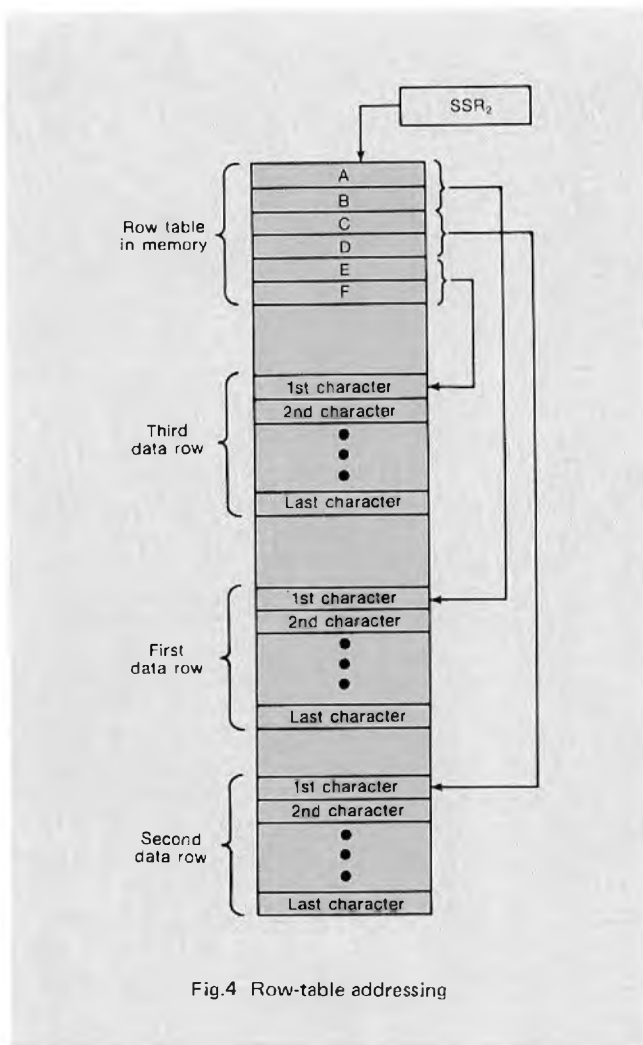 SSR₂
A
B
Row table
in memory
C
D
E
F
1st character
2nd character
Third
data row
Last character
1st character
2nd character
First
data row
Last character
1st character
2nd character
Second
data row
Last character
Fig.4 Row-table addressing